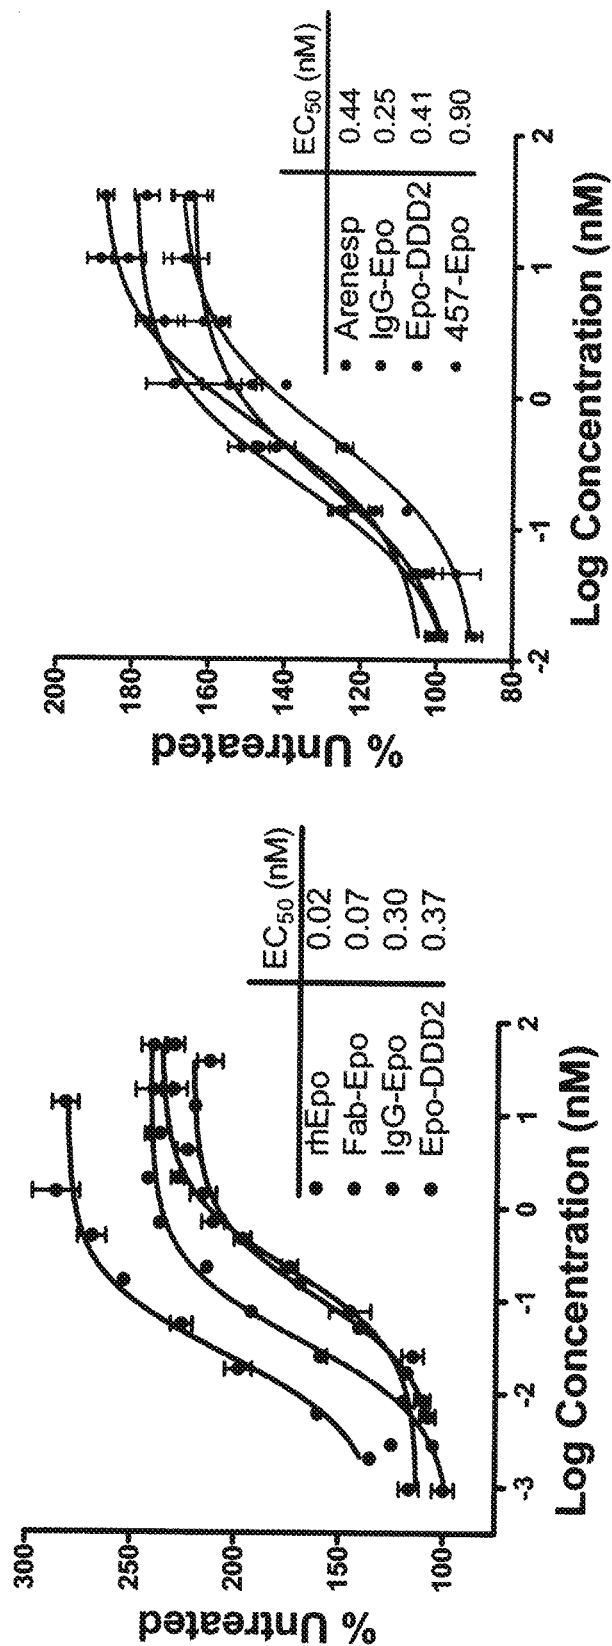 300
250
200
150
100
% Untreated
-3
-2
-1
0
1
2
Log Concentration (nM)
EC50 (nM)
rhEpo 0.02
Fab-Epo 0.07
IgG-Epo 0.30
Epo-DDD2 0.37
200
180
160
140
120
100
80
% Untreated
-2
-1
0
1
2
Log Concentration (nM)
EC50 (nM)
Arenesp 0.44
IgG-Epo 0.25
Epo-DDD2 0.41
457-Epo 0.90